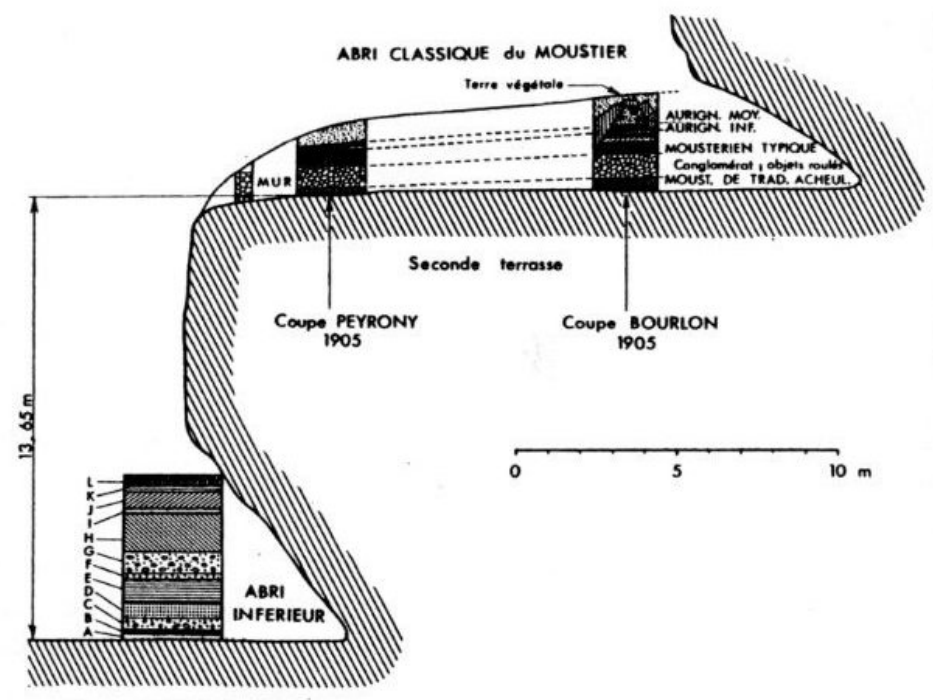 ABRI CLASSIQUE du MOUSTIER
Terre végétale
AURIGN. MOY.
AURIGN. INF.
MOUSTERIEN TYPIQUE
Conglomérat ; objets roulés
MOUST. DE TRAD. ACHEUL.
MUR
Seconde terrasse
Coupe PEYRONY
1905
Coupe BOURLON
1905
13,65 m
0 5 10 m
L
K
J
I
H
G
F
E
D
C
B
A
ABRI
INFERIEUR